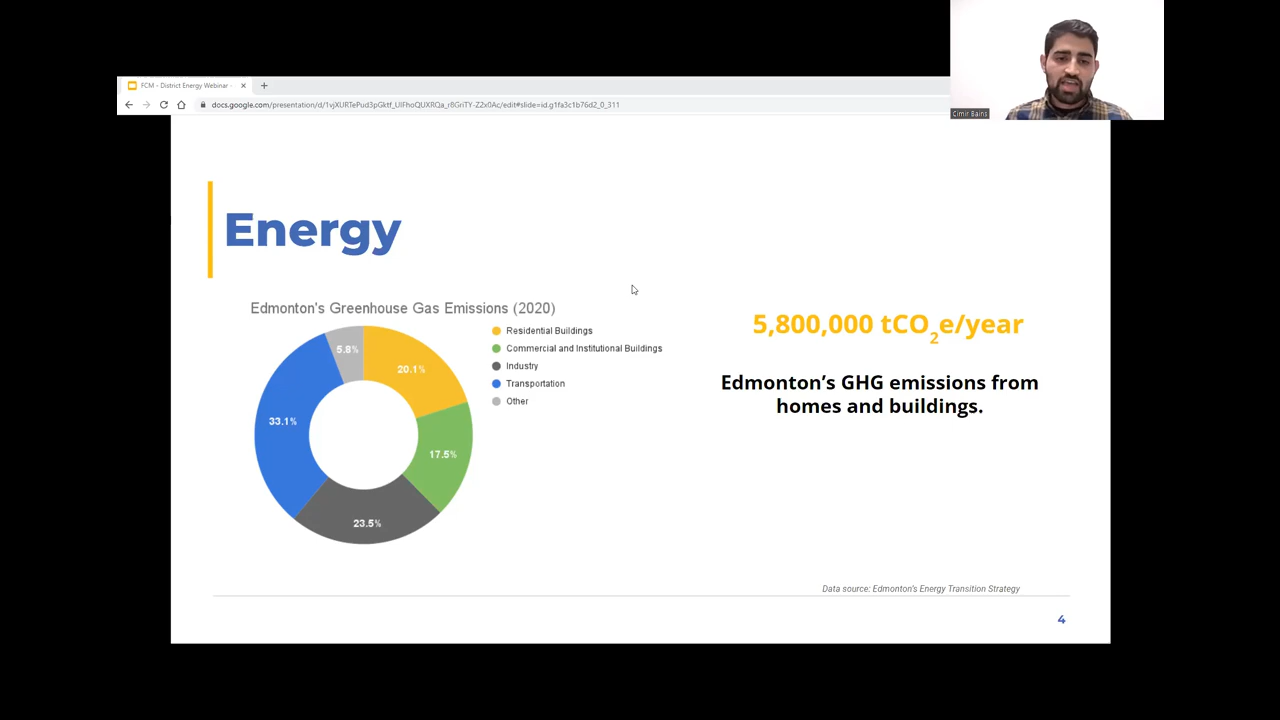 FCM - District Energy Webinar
Cimir Bains
Energy
Edmonton's Greenhouse Gas Emissions (2020)
Residential Buildings
Commercial and Institutional Buildings
Industry
Transportation
Other
5.8%
20.1%
33.1%
17.5%
23.5%
5,800,000 tCO2e/year
Edmonton's GHG emissions from
homes and buildings.
Data source: Edmonton's Energy Transition Strategy
4